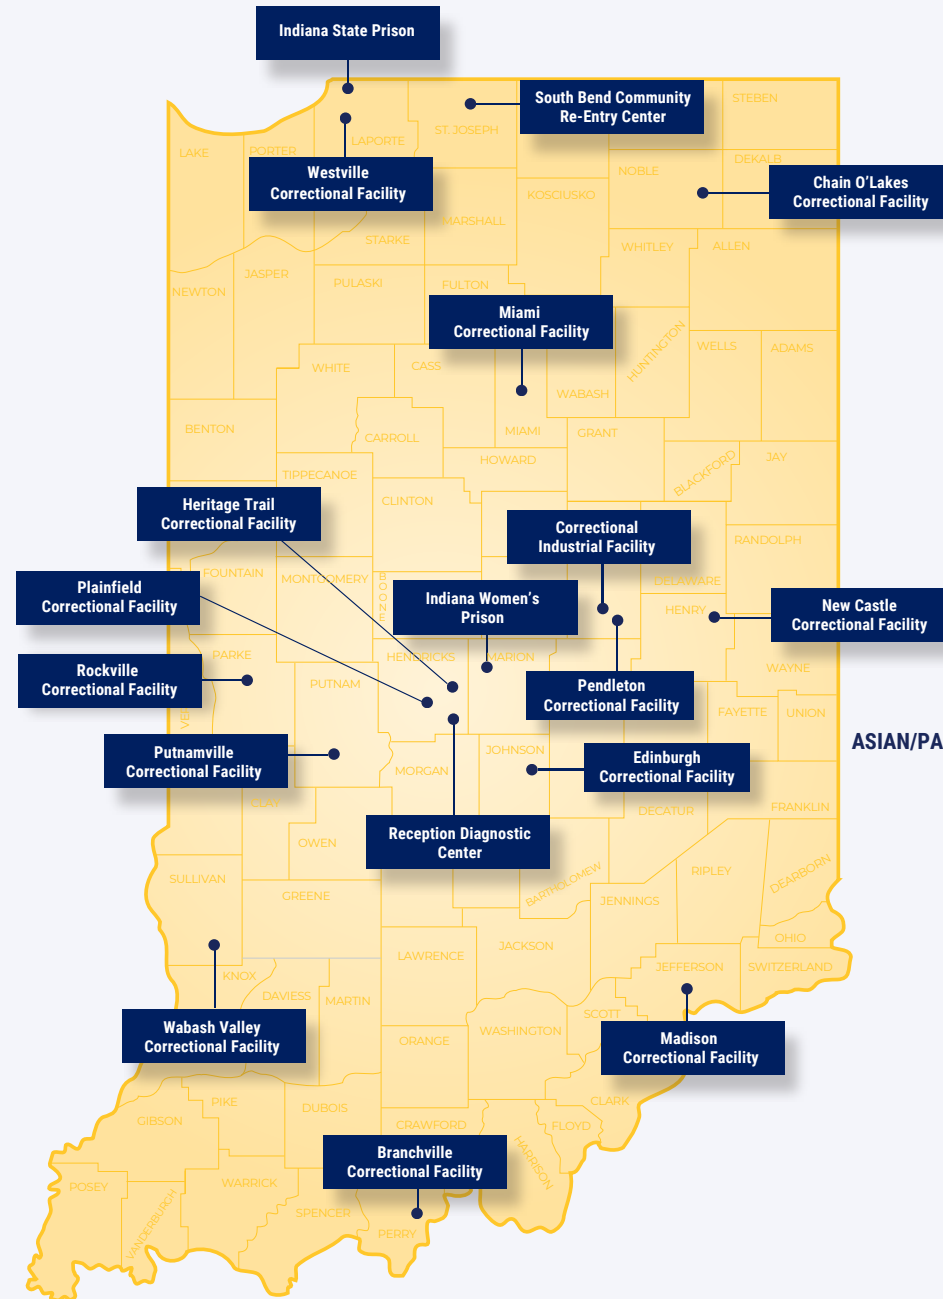 Indiana State Prison
South Bend Community
Re-Entry Center
STEBEN
LAKE
PORTER
LAPORTE
ST. JOSEPH
DEKALB
NOBLE
Westville
Correctional Facility
Chain O'Lakes
Correctional Facility
KOSCIUSKO
MARSHALL
STARKE
WHITLEY
ALLEN
NEWTON
JASPER
PULASKI
FULTON
Miami
Correctional Facility
HUNTINGTON
WELLS
ADAMS
WHITE
CASS
WABASH
BENTON
CARROLL
MIAMI
GRANT
HOWARD
BLACKFORD
JAY
TIPPECANOE
CLINTON
Heritage Trail
Correctional Facility
Correctional
Industrial Facility
RANDOLPH
FOUNTAIN
MONTGOMERY
BOONE
DELAWARE
Plainfield
Correctional Facility
Indiana Women's
Prison
HENRY
New Castle
Correctional Facility
PARKE
HENDRICKS
MARION
WAYNE
Rockville
Correctional Facility
PUTNAM
Pendleton
Correctional Facility
FAYETTE
UNION
ASIAN/PA
Putnamville
Correctional Facility
MORGAN
JOHNSON
Edinburgh
Correctional Facility
CLAY
DECATUR
FRANKLIN
OWEN
Reception Diagnostic
Center
SULLIVAN
GREENE
BARTHOLOMEW
JENNINGS
RIPLEY
DEARBORN
OHIO
LAWRENCE
JACKSON
KNOX
JEFFERSON
SWITZERLAND
DAVIESS
MARTIN
SCOTT
Wabash Valley
Correctional Facility
ORANGE
WASHINGTON
Madison
Correctional Facility
PIKE
DUBOIS
CLARK
GIBSON
CRAWFORD
FLOYD
HARRISON
Branchville
Correctional Facility
POSEY
VANDERBURGH
WARRICK
SPENCER
PERRY